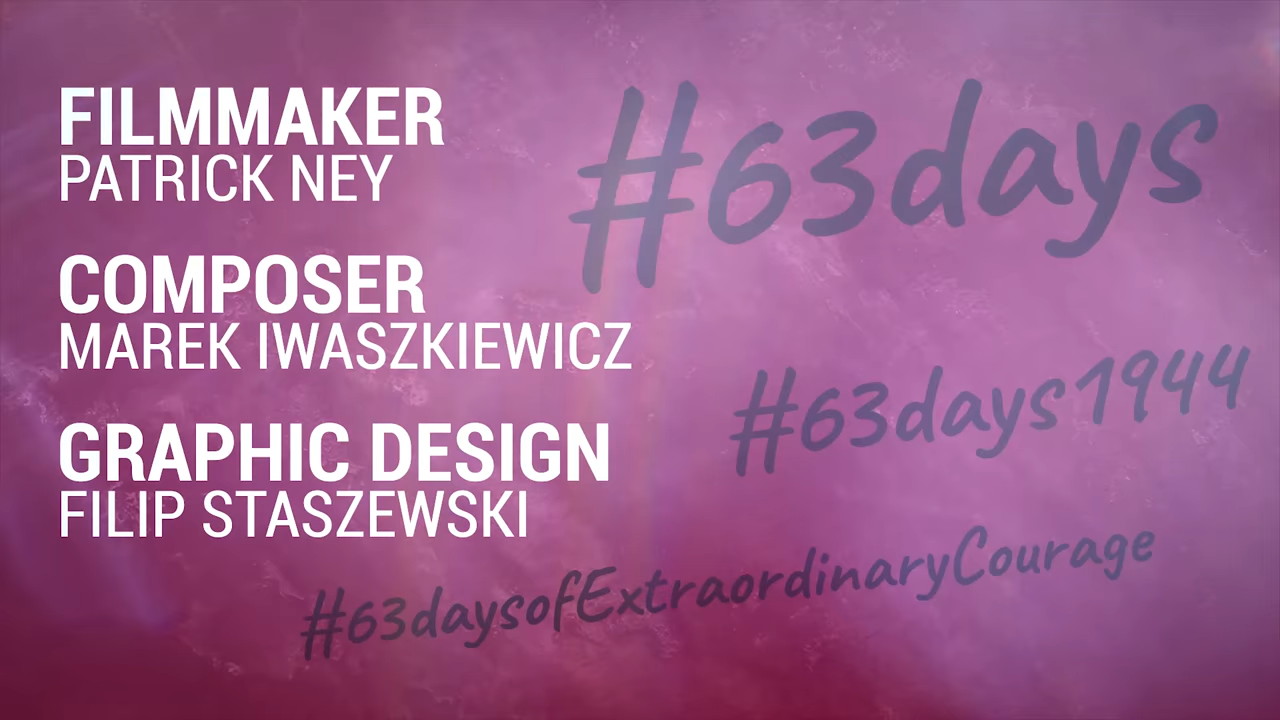 FILMMAKER
PATRICK NEY
COMPOSER
MAREK IWASZKIEWICZ
GRAPHIC DESIGN
FILIP STASZEWSKI
#63days
#63days1944
#63daysofExtraordinaryCourage